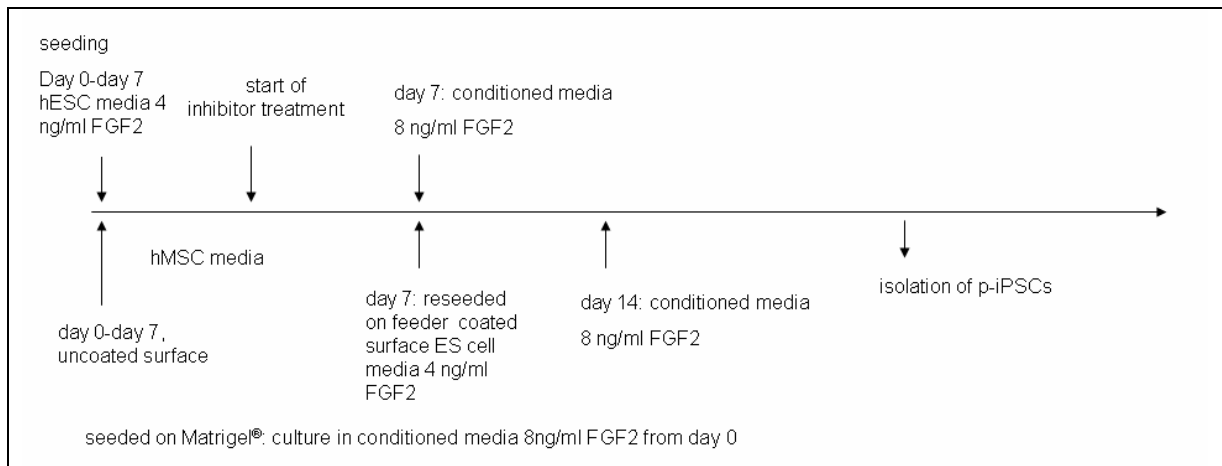 seeding
Day 0-day 7
hESC media 4
ng/ml FGF2
start of
inhibitor treatment
day 7: conditioned media
8 ng/ml FGF2
hMSC media
day 0-day 7,
uncoated surface
day 7: reseeded
on feeder coated
surface ES cell
media 4 ng/ml
FGF2
day 14: conditioned media
8 ng/ml FGF2
isolation of p-iPSCs
seeded on Matrigel®: culture in conditioned media 8ng/ml FGF2 from day 0